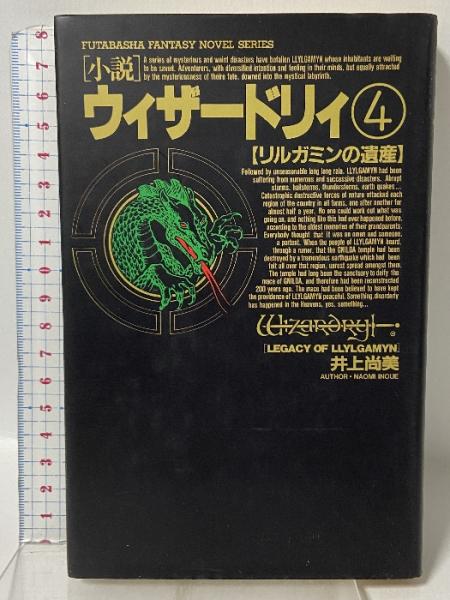 FUTABASHA FANTASY NOVEL SERIES
[小説]
A series of mysterious and weird disasters have befallen LLYLGAMYN whose inhabitants are waiting
to be saved. Adventurers, with diversified intention and feeling in their minds, but equally attracted
by the mysteriousness of theire fate, downed into the mystical labyrinth.
ウィザードリィ④
【リルガミンの遺産】
Followed by unseasonable long long rain, LLYLGAMYN had been
suffering from numerous and successive disasters. Abrupt
storms, hailstorms, thunderstorms, earth quakes...
Catastrophic destructive forces of nature attacked each
region of the country in all forms, one after another for
almost half a year. No one could work out what was
going on, and nothing like this had ever happened before,
according to the oldest memories of their grandparents.
Everybody thought that it was an omen and someone,
a portent. When the people of LLYLGAMYN heard,
through a rumer, that the GNILDA temple had been
destroyed by a tremendous earthquake which had been
felt all over that region, unrest spread amongst them.
The temple had long been the sanctuary to deify the
mace of GNILDA, and therefore had been reconstructed
200 years ago. The mace had been believed to have kept
the providence of LLYLGAMYN peaceful. Something disorderly
has happened in the Heavens, yes, something...
Wizardry
®
[LEGACY OF LLYLGAMYN]
井上尚美
AUTHOR・NAOMI INOUE